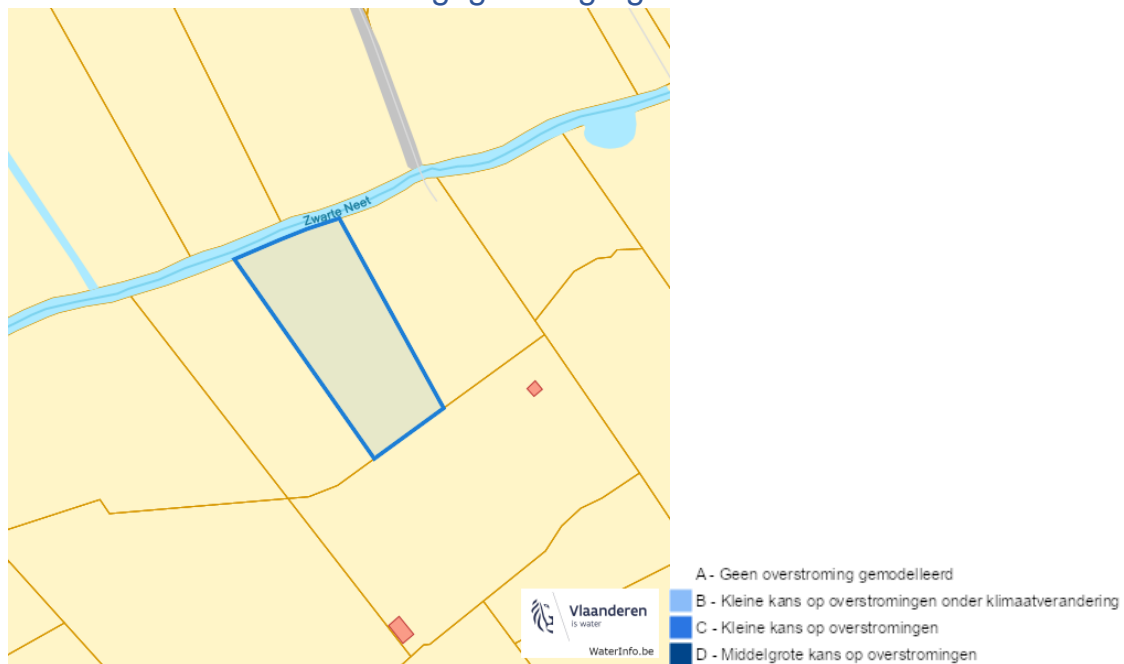 Zwarte Neet
Vlaanderen
is water
WaterInfo.be
A - Geen overstroming gemodelleerd
B - Kleine kans op overstromingen onder klimaatverandering
C - Kleine kans op overstromingen
D - Middelgrote kans op overstromingen